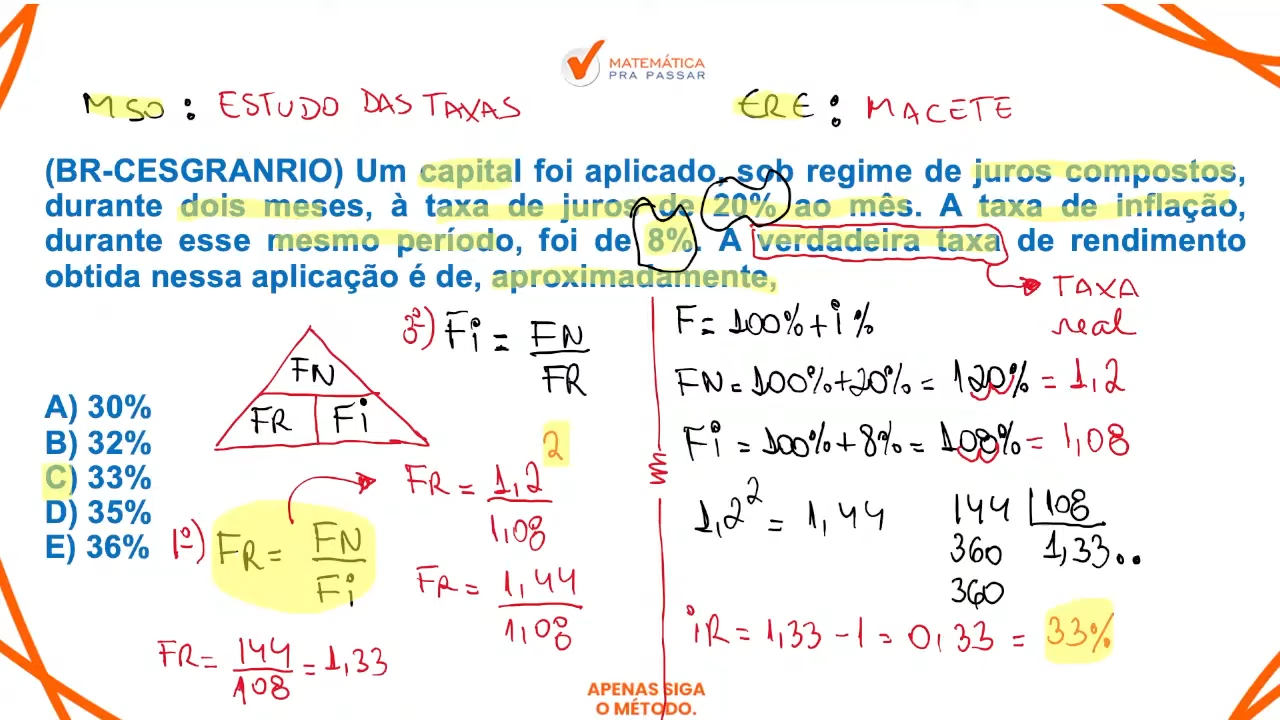 MATEMÁTICA
PRA PASSAR
MSO : ESTUDO DAS TAXAS
ERE : MACETE
(BR-CESGRANRIO) Um capital foi aplicado, sob regime de juros compostos,
durante dois meses, à taxa de juros de 20% ao mês. A taxa de inflação,
durante esse mesmo período, foi de 8%. A verdadeira taxa de rendimento
obtida nessa aplicação é de, aproximadamente,
TAXA
real
A) 30%
B) 32%
C) 33%
D) 35%
E) 36%
FN
FR Fi
3º) Fi = FN/FR
1º) FR = FN/Fi
FR = 1,2²/1,08
FR = 1,44/1,08
FR = 144/108 = 1,33
F = 100% + i%
FN = 100% + 20% = 120% = 1,2
Fi = 100% + 8% = 108% = 1,08
1,2² = 1,44
144 | 108
360 1,33..
360
iR = 1,33 - 1 = 0,33 = 33%
APENAS SIGA
O MÉTODO.